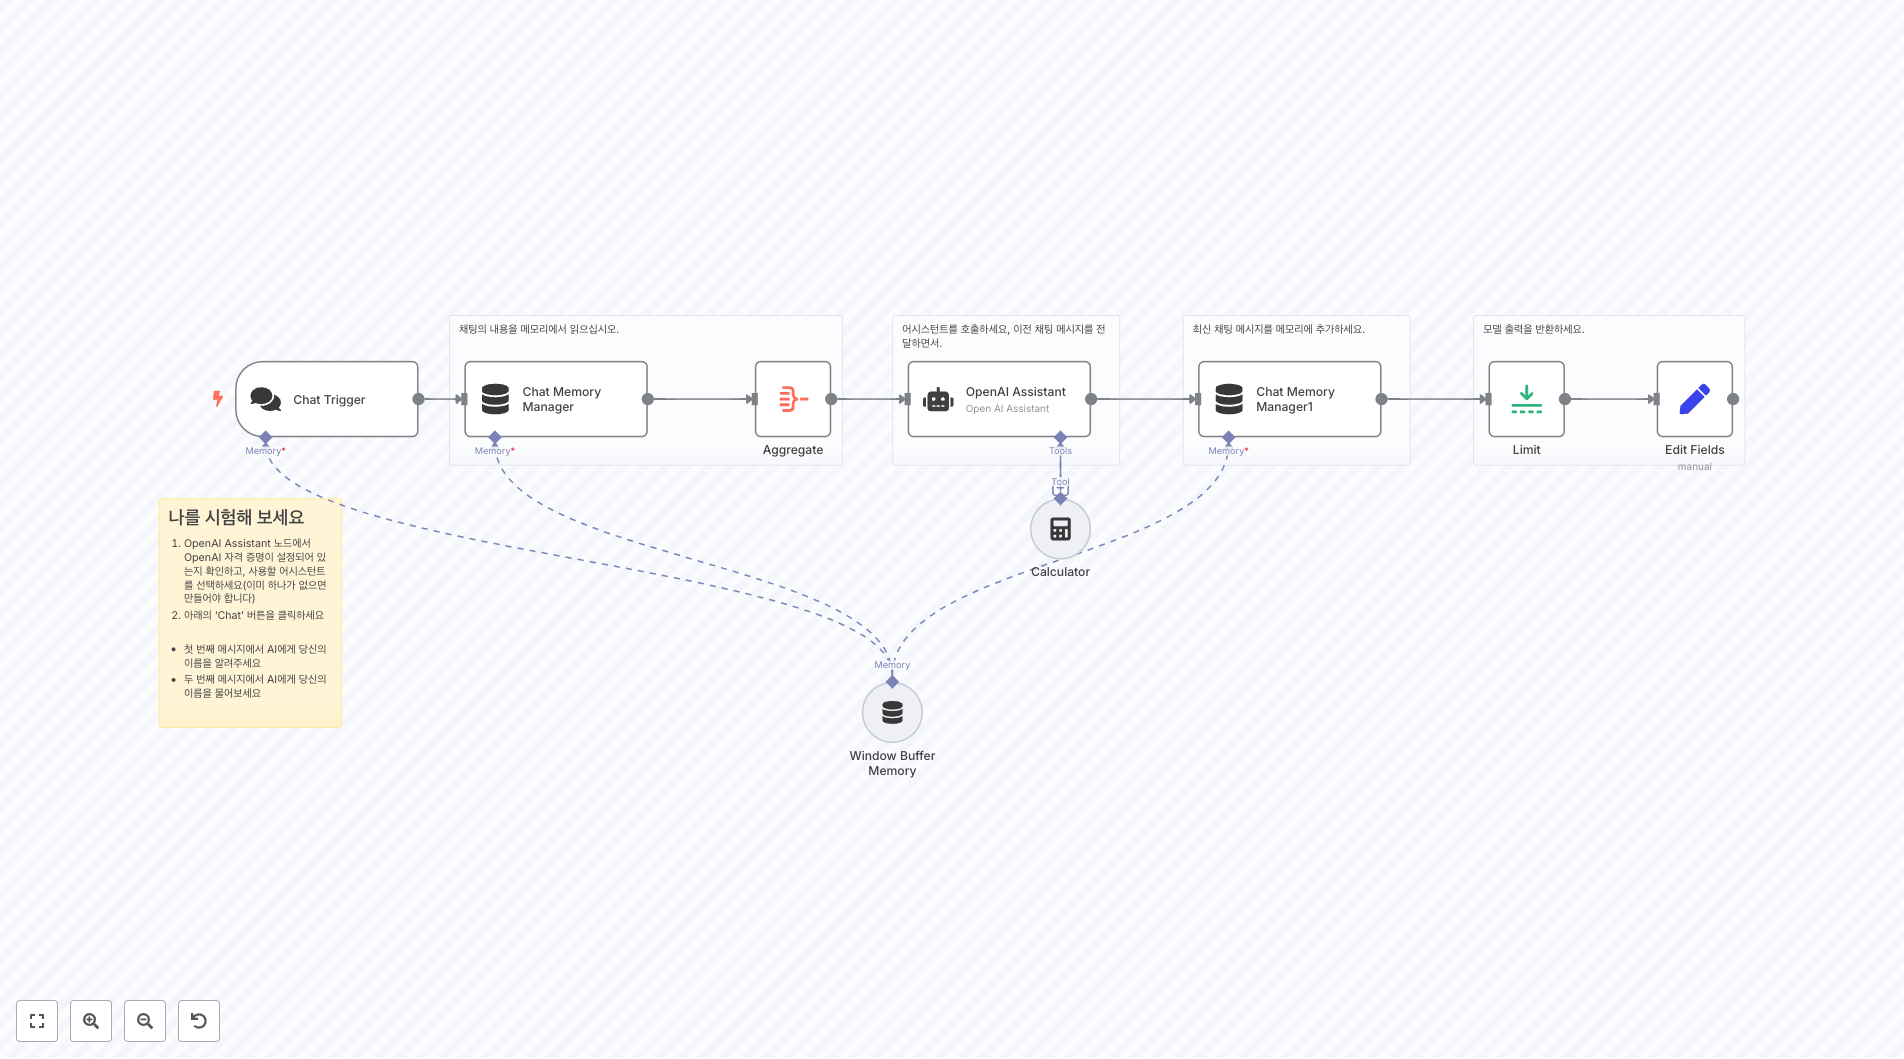 채팅의 내용을 메모리에서 읽으십시오.
어시스턴트를 호출하세요, 이전 채팅 메시지를 전
달하면서.
최신 채팅 메시지를 메모리에 추가하세요.
모델 출력을 반환하세요.
Chat Trigger
Memory*
Chat Memory
Manager
Memory*
Aggregate
OpenAI Assistant
Open AI Assistant
Tools
Chat Memory
Manager1
Memory*
Limit
Edit Fields
manual
Tool
Calculator
나를 시험해 보세요
1. OpenAI Assistant 노드에서
OpenAI 자격 증명이 설정되어 있
는지 확인하고, 사용할 어시스턴트
를 선택하세요(이미 하나가 없으면
만들어야 합니다)
2. 아래의 ‘Chat’ 버튼을 클릭하세요
• 첫 번째 메시지에서 AI에게 당신의
이름을 알려주세요
• 두 번째 메시지에서 AI에게 당신의
이름을 물어보세요
Memory
Window Buffer
Memory